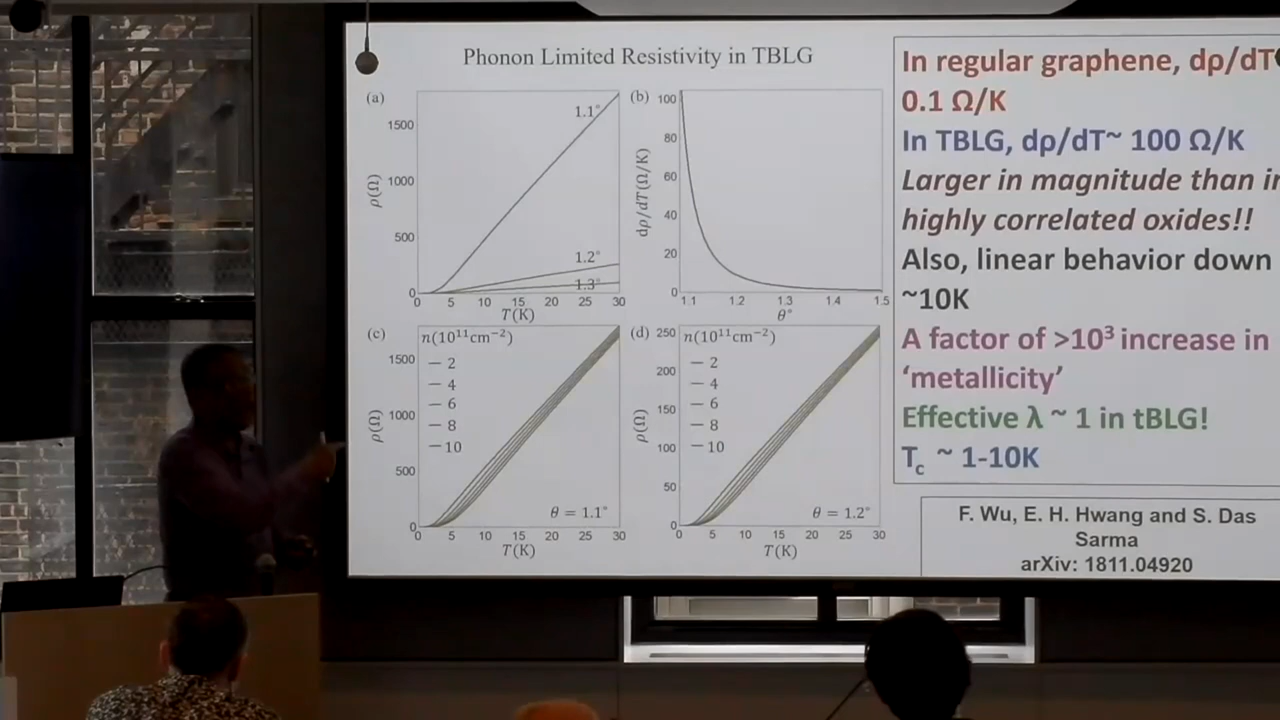 Phonon Limited Resistivity in TBLG
(a)
1500
1000
500
0
ρ(Ω)
1.1°
1.2°
1.3°
0 5 10 15 20 25 30
T(K)
(b)
100
80
60
40
20
0
dρ/dT(Ω/K)
1.1 1.2 1.3 1.4 1.5
θ°
(c)
1500
1000
500
0
ρ(Ω)
n(10¹¹cm⁻²)
— 2
— 4
— 6
— 8
— 10
θ = 1.1°
0 5 10 15 20 25 30
T(K)
(d)
250
200
150
100
50
0
ρ(Ω)
n(10¹¹cm⁻²)
— 2
— 4
— 6
— 8
— 10
θ = 1.2°
0 5 10 15 20 25 30
T(K)
In regular graphene, dρ/dT
0.1 Ω/K
In TBLG, dρ/dT~ 100 Ω/K
Larger in magnitude than
highly correlated oxides!!
Also, linear behavior down
~10K
A factor of >10³ increase in
‘metallicity’
Effective λ ~ 1 in tBLG!
T꜀ ~ 1-10K
F. Wu, E. H. Hwang and S. Das
Sarma
arXiv: 1811.04920